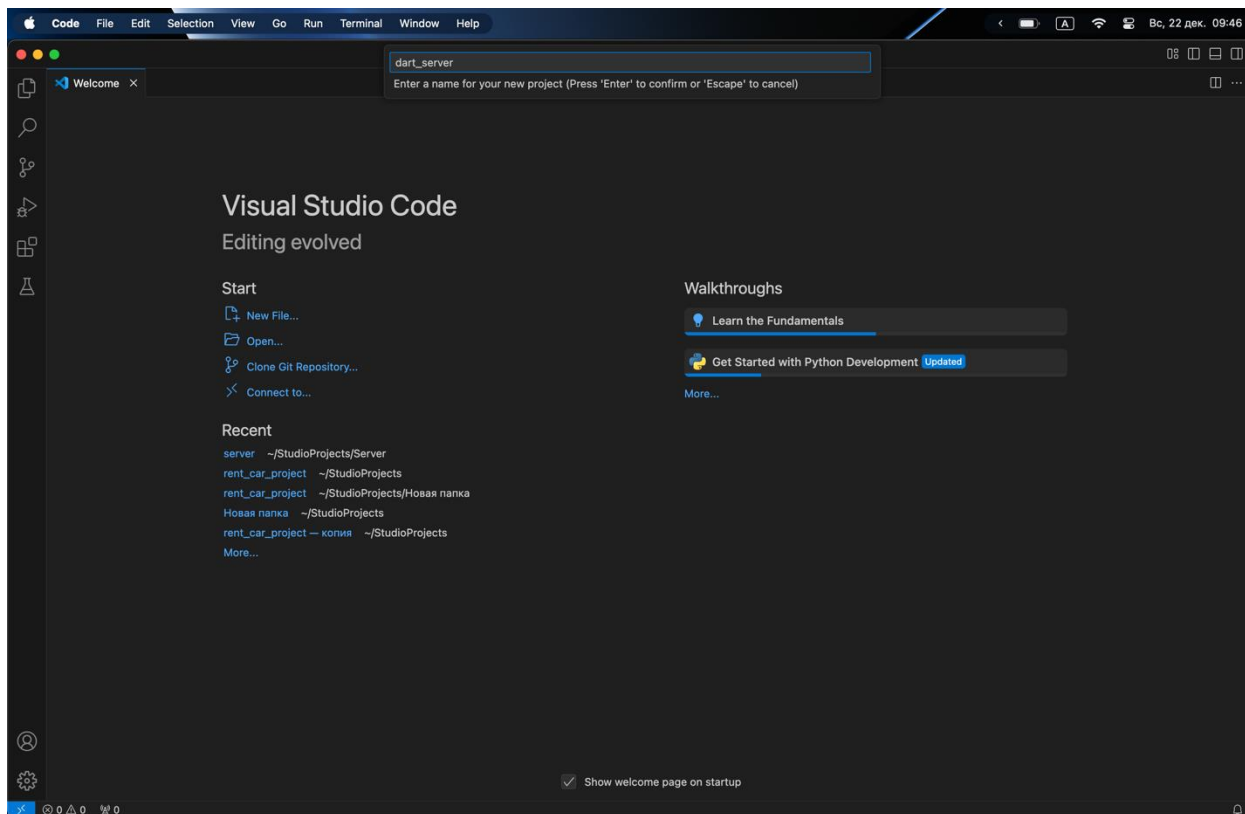 Code File Edit Selection View Go Run Terminal Window Help A Вс, 22 дек. 09:46
dart_server
Welcome
Enter a name for your new project (Press 'Enter' to confirm or 'Escape' to cancel)
Visual Studio Code
Editing evolved
Start
New File...
Open...
Clone Git Repository...
Connect to...
Recent
server ~/StudioProjects/Server
rent_car_project ~/StudioProjects
rent_car_project ~/StudioProjects/Новая папка
Новая папка ~/StudioProjects
rent_car_project — копия ~/StudioProjects
More...
Walkthroughs
Learn the Fundamentals
Get Started with Python Development Updated
More...
Show welcome page on startup
0 0 0